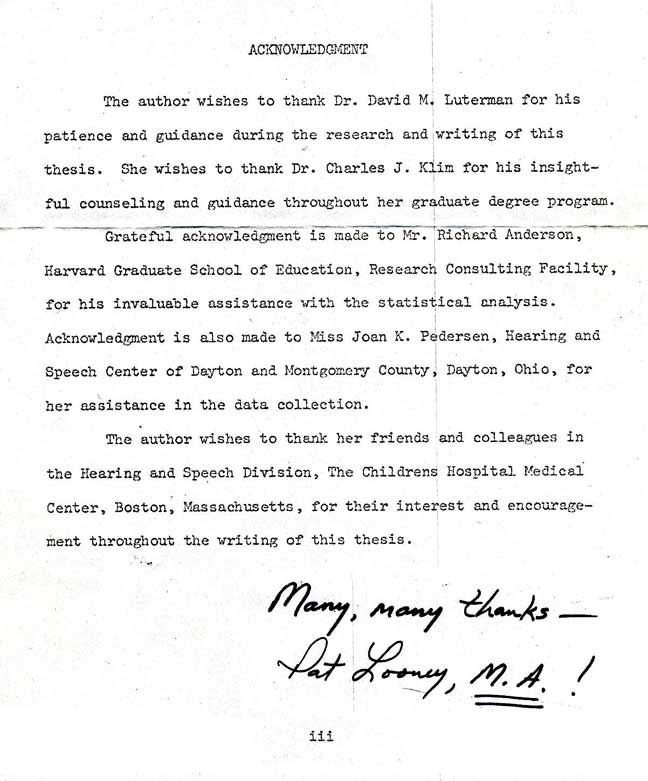 ACKNOWLEDGMENT
The author wishes to thank Dr. David M. Luterman for his
patience and guidance during the research and writing of this
thesis. She wishes to thank Dr. Charles J. Klim for his insight-
ful counseling and guidance throughout her graduate degree program.
Grateful acknowledgment is made to Mr. Richard Anderson,
Harvard Graduate School of Education, Research Consulting Facility,
for his invaluable assistance with the statistical analysis.
Acknowledgment is also made to Miss Joan K. Pedersen, Hearing and
Speech Center of Dayton and Montgomery County, Dayton, Ohio, for
her assistance in the data collection.
The author wishes to thank her friends and colleagues in
the Hearing and Speech Division, The Childrens Hospital Medical
Center, Boston, Massachusetts, for their interest and encourage-
ment throughout the writing of this thesis.
Many, many thanks —
Pat Looney, M.A. !
iii